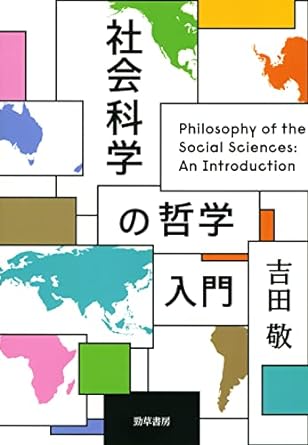 社会科学
の哲学
入門
Philosophy of the
Social Sciences:
An Introduction
吉田
敬
勁草書房